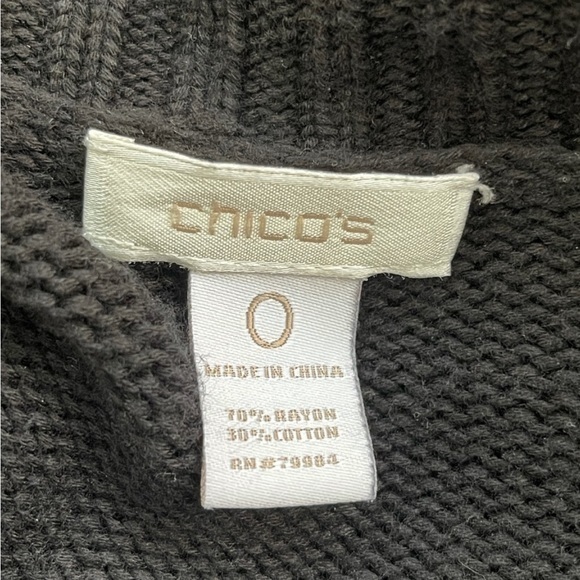 chico's
0
MADE IN CHINA
70% RAYON
30% COTTON
RN#79984